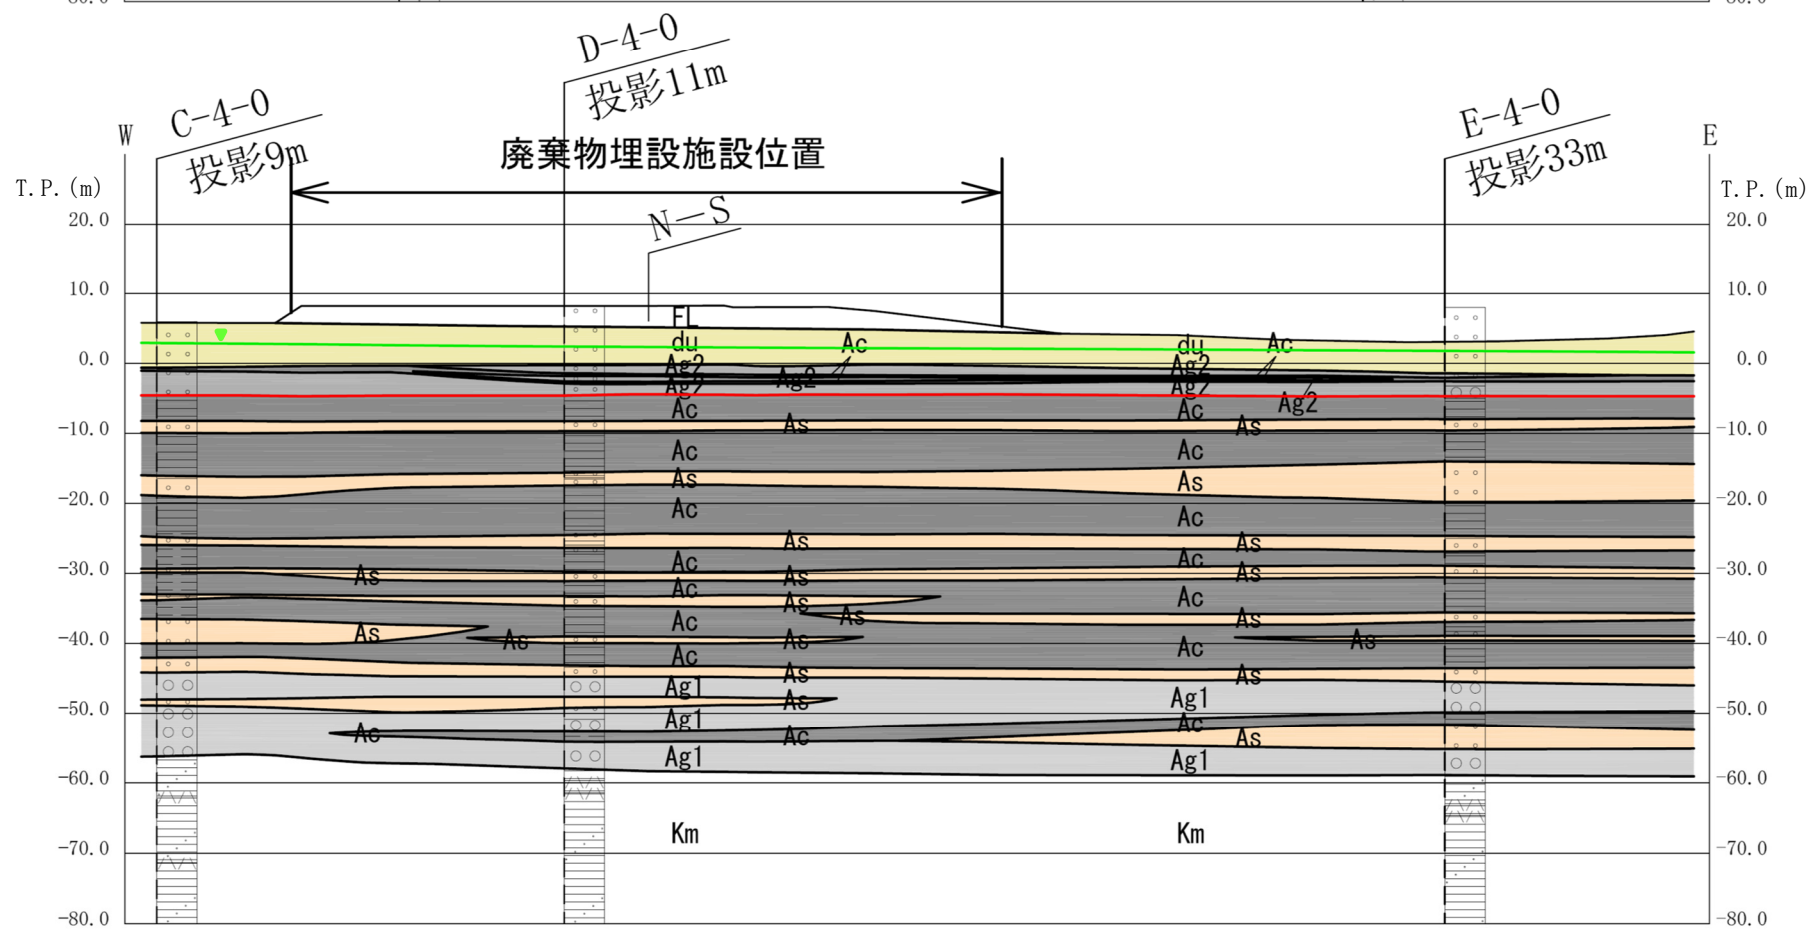 D-4-0
投影11m
C-4-0
投影9m
E-4-0
投影33m
W
E
廃棄物埋設施設位置
N-S
T.P.(m)
T.P.(m)
20.0
20.0
10.0
10.0
FL
du
Ac
du
Ac
0.0
0.0
Ag2
Ag2
Ag2
Ag2
Ag2
Ag2
Ac
Ac
As
As
-10.0
-10.0
Ac
Ac
As
As
-20.0
-20.0
Ac
Ac
As
As
Ac
Ac
-30.0
-30.0
As
As
As
Ac
Ac
As
As
As
Ac
As
As
As
As
-40.0
-40.0
Ac
As
Ac
As
As
Ag1
Ag1
As
-50.0
-50.0
Ag1
Ac
Ac
Ac
As
Ag1
Ag1
-60.0
-60.0
Km
Km
-70.0
-70.0
-80.0
-80.0